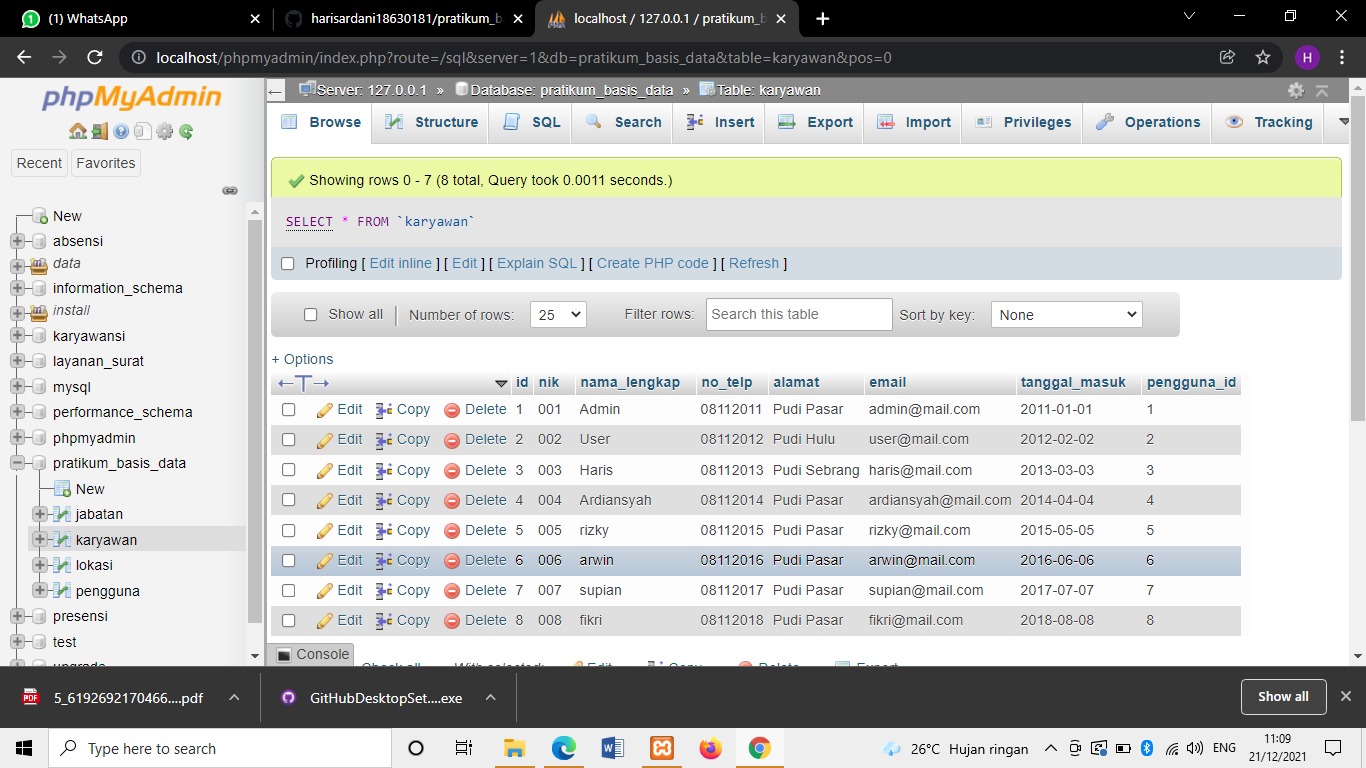 (1) WhatsApp
harisardani18630181/pratikum_b
localhost / 127.0.0.1 / pratikum_b
localhost/phpmyadmin/index.php?route=/sql&server=1&db=pratikum_basis_data&table=karyawan&pos=0
H
phpMyAdmin
Recent Favorites
New
absensi
data
information_schema
install
karyawansi
layanan_surat
mysql
performance_schema
phpmyadmin
pratikum_basis_data
New
jabatan
karyawan
lokasi
pengguna
presensi
test
upgrade
Server: 127.0.0.1 » Database: pratikum_basis_data » Table: karyawan
Browse Structure SQL Search Insert Export Import Privileges Operations Tracking
Showing rows 0 - 7 (8 total, Query took 0.0011 seconds.)
SELECT * FROM `karyawan`
Profiling [ Edit inline ] [ Edit ] [ Explain SQL ] [ Create PHP code ] [ Refresh ]
Show all Number of rows: 25 Filter rows: Search this table Sort by key: None
+ Options
id nik nama_lengkap no_telp alamat email tanggal_masuk pengguna_id
Edit Copy Delete 1 001 Admin 08112011 Pudi Pasar admin@mail.com 2011-01-01 1
Edit Copy Delete 2 002 User 08112012 Pudi Hulu user@mail.com 2012-02-02 2
Edit Copy Delete 3 003 Haris 08112013 Pudi Sebrang haris@mail.com 2013-03-03 3
Edit Copy Delete 4 004 Ardiansyah 08112014 Pudi Pasar ardiansyah@mail.com 2014-04-04 4
Edit Copy Delete 5 005 rizky 08112015 Pudi Pasar rizky@mail.com 2015-05-05 5
Edit Copy Delete 6 006 arwin 08112016 Pudi Pasar arwin@mail.com 2016-06-06 6
Edit Copy Delete 7 007 supian 08112017 Pudi Pasar supian@mail.com 2017-07-07 7
Edit Copy Delete 8 008 fikri 08112018 Pudi Pasar fikri@mail.com 2018-08-08 8
Console
Check all With selected: Edit Copy Delete Export
5_6192692170466....pdf
GitHubDesktopSet....exe
Show all
Type here to search
26°C Hujan ringan
ENG
11:09
21/12/2021